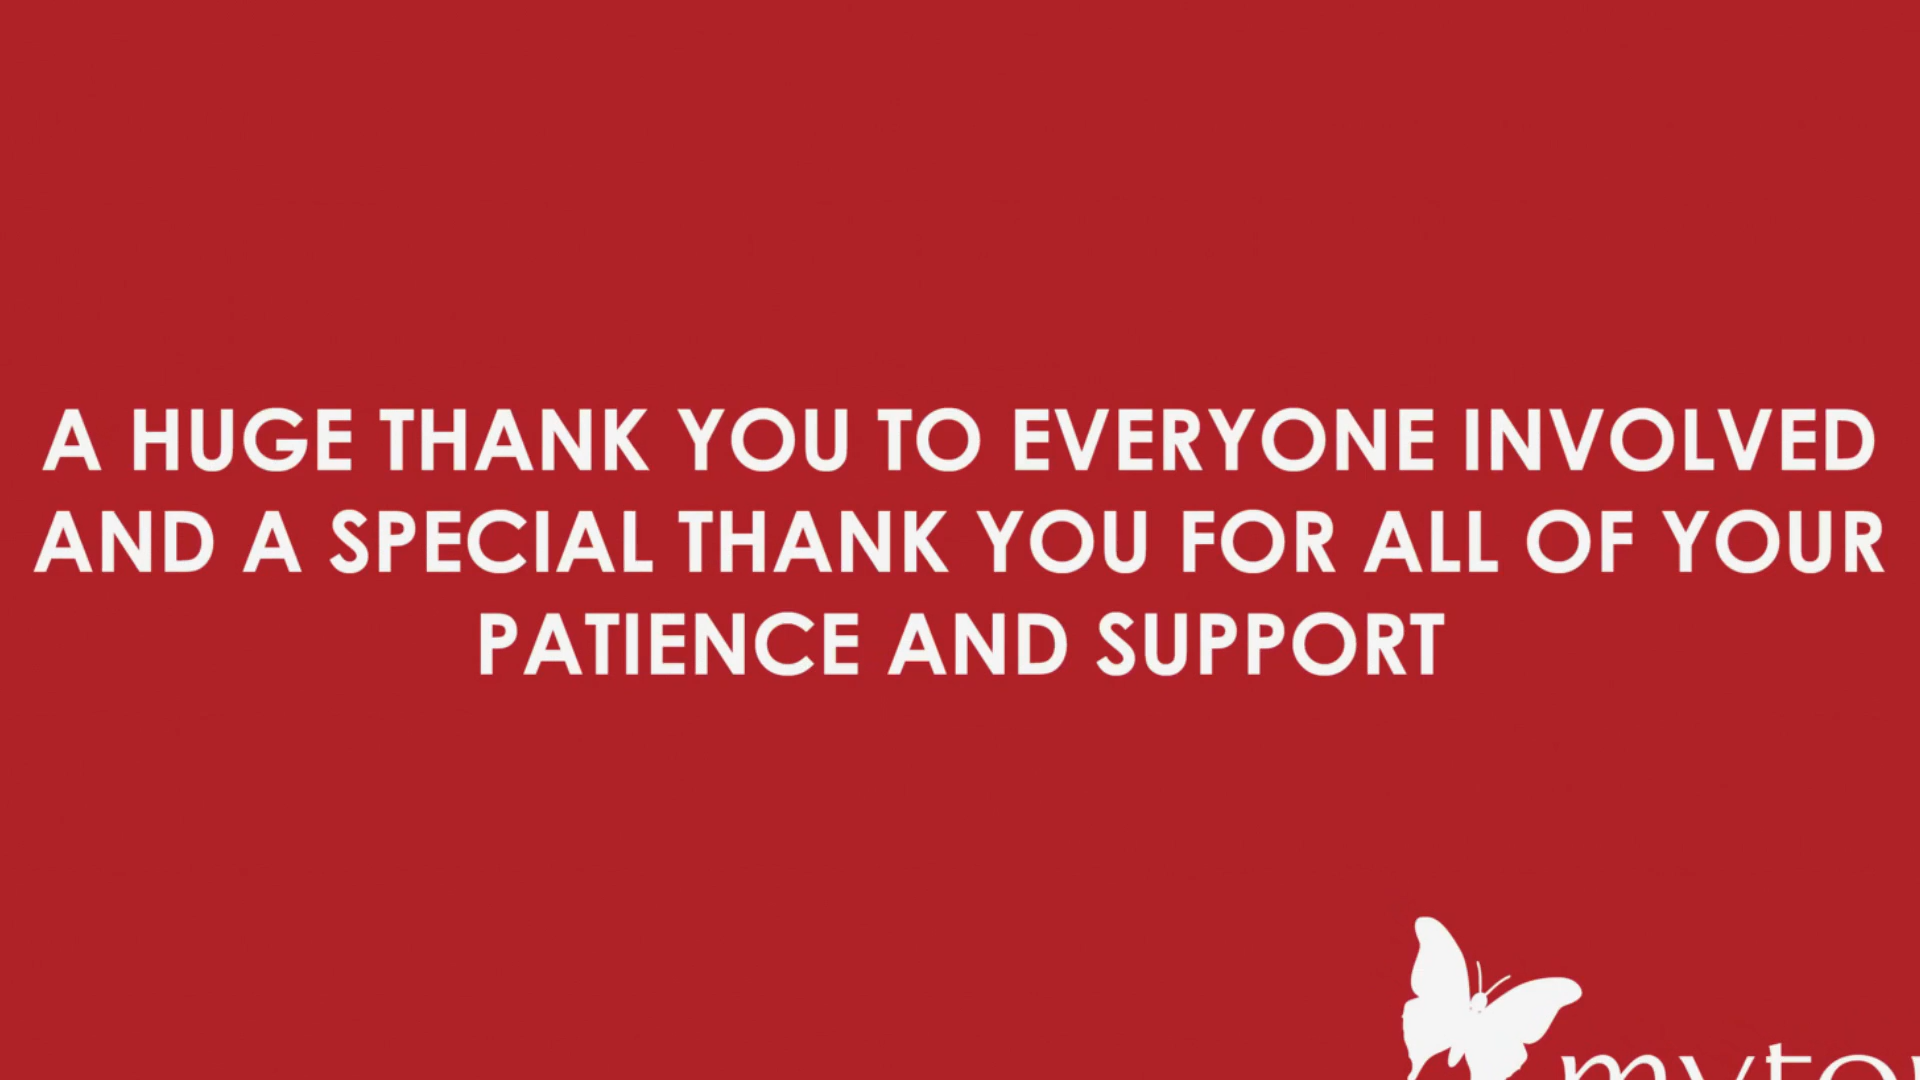 A HUGE THANK YOU TO EVERYONE INVOLVED
AND A SPECIAL THANK YOU FOR ALL OF YOUR
PATIENCE AND SUPPORT